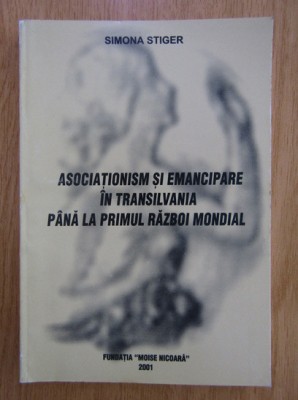 SIMONA STIGER
ASOCIAȚIONISM ȘI EMANCIPARE
ÎN TRANSILVANIA
PÂNĂ LA PRIMUL RĂZBOI MONDIAL
FUNDAȚIA "MOISE NICOARĂ"
2001